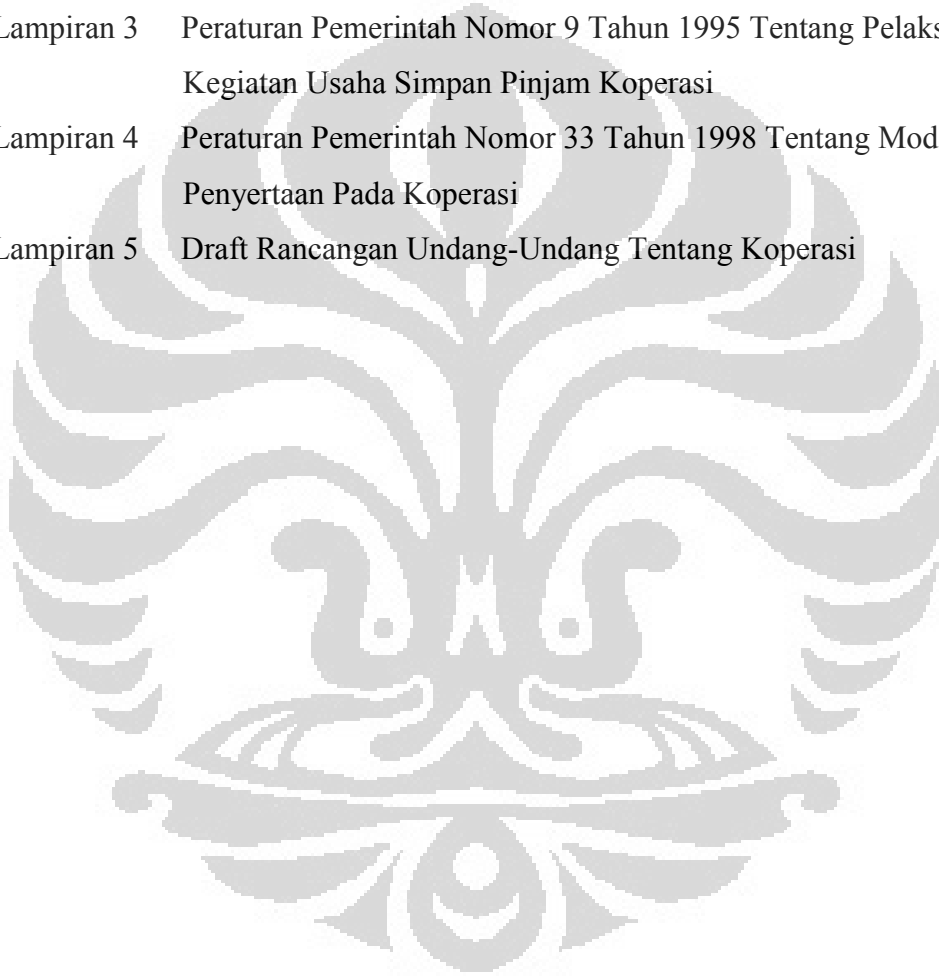 Lampiran 3 Peraturan Pemerintah Nomor 9 Tahun 1995 Tentang Pelaks
Kegiatan Usaha Simpan Pinjam Koperasi
Lampiran 4 Peraturan Pemerintah Nomor 33 Tahun 1998 Tentang Mod
Penyertaan Pada Koperasi
Lampiran 5 Draft Rancangan Undang-Undang Tentang Koperasi